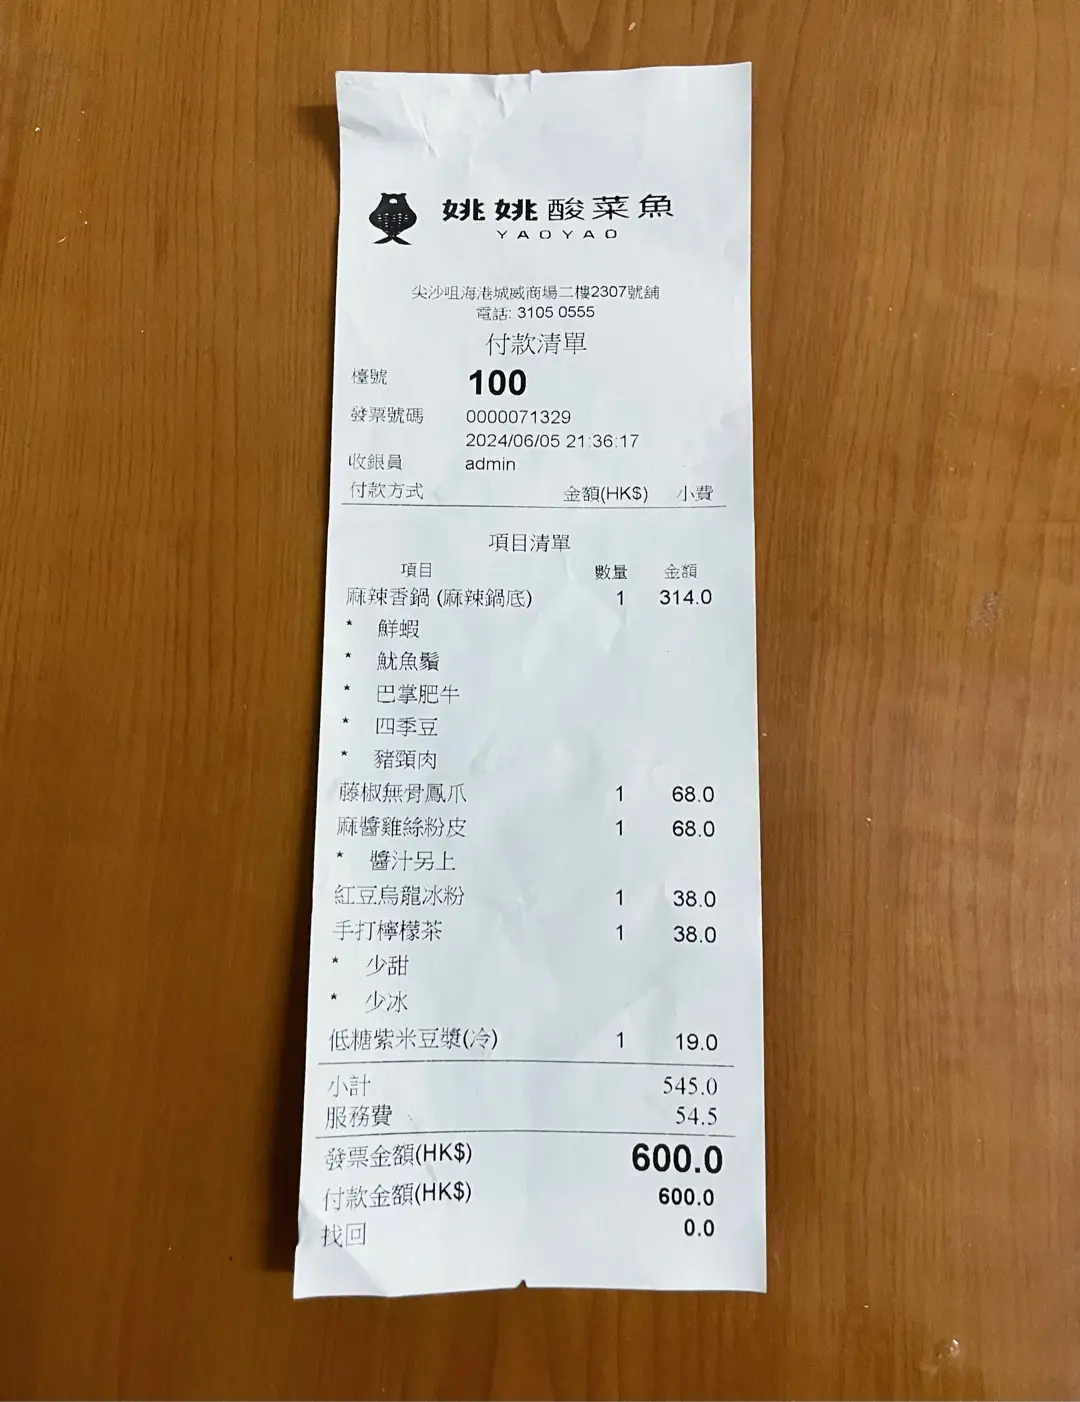 姚姚酸菜魚
YAOYAO
尖沙咀海港城威商場二樓2307號舖
電話: 3105 0555
付款清單
檯號 100
發票號碼 0000071329
2024/06/05 21:36:17
收銀員 admin
付款方式 金額(HK$) 小費
項目清單
項目 數量 金額
麻辣香鍋 (麻辣鍋底) 1 314.0
* 鮮蝦
* 魷魚鬚
* 巴掌肥牛
* 四季豆
* 豬頸肉
藤椒無骨鳳爪 1 68.0
麻醬雞絲粉皮 1 68.0
* 醬汁另上
紅豆烏龍冰粉 1 38.0
手打檸檬茶 1 38.0
* 少甜
* 少冰
低糖紫米豆漿(冷) 1 19.0
小計 545.0
服務費 54.5
發票金額(HK$) 600.0
付款金額(HK$) 600.0
找回 0.0